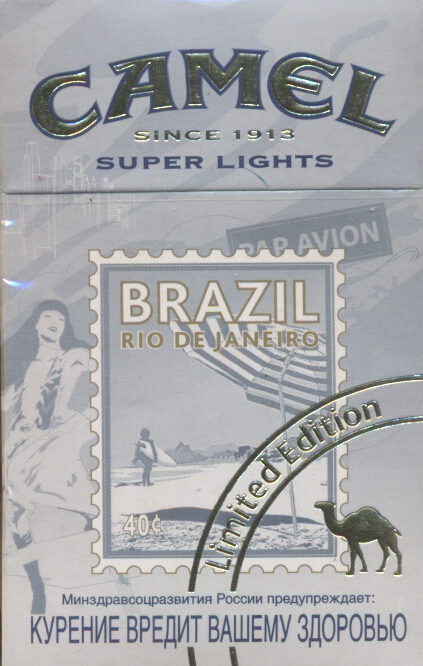 CAMEL
SINCE 1913
SUPER LIGHTS
PAR AVION
BRAZIL
RIO DE JANEIRO
Limited Edition
40¢
Минздравсоцразвития России предупреждает:
КУРЕНИЕ ВРЕДИТ ВАШЕМУ ЗДОРОВЬЮ